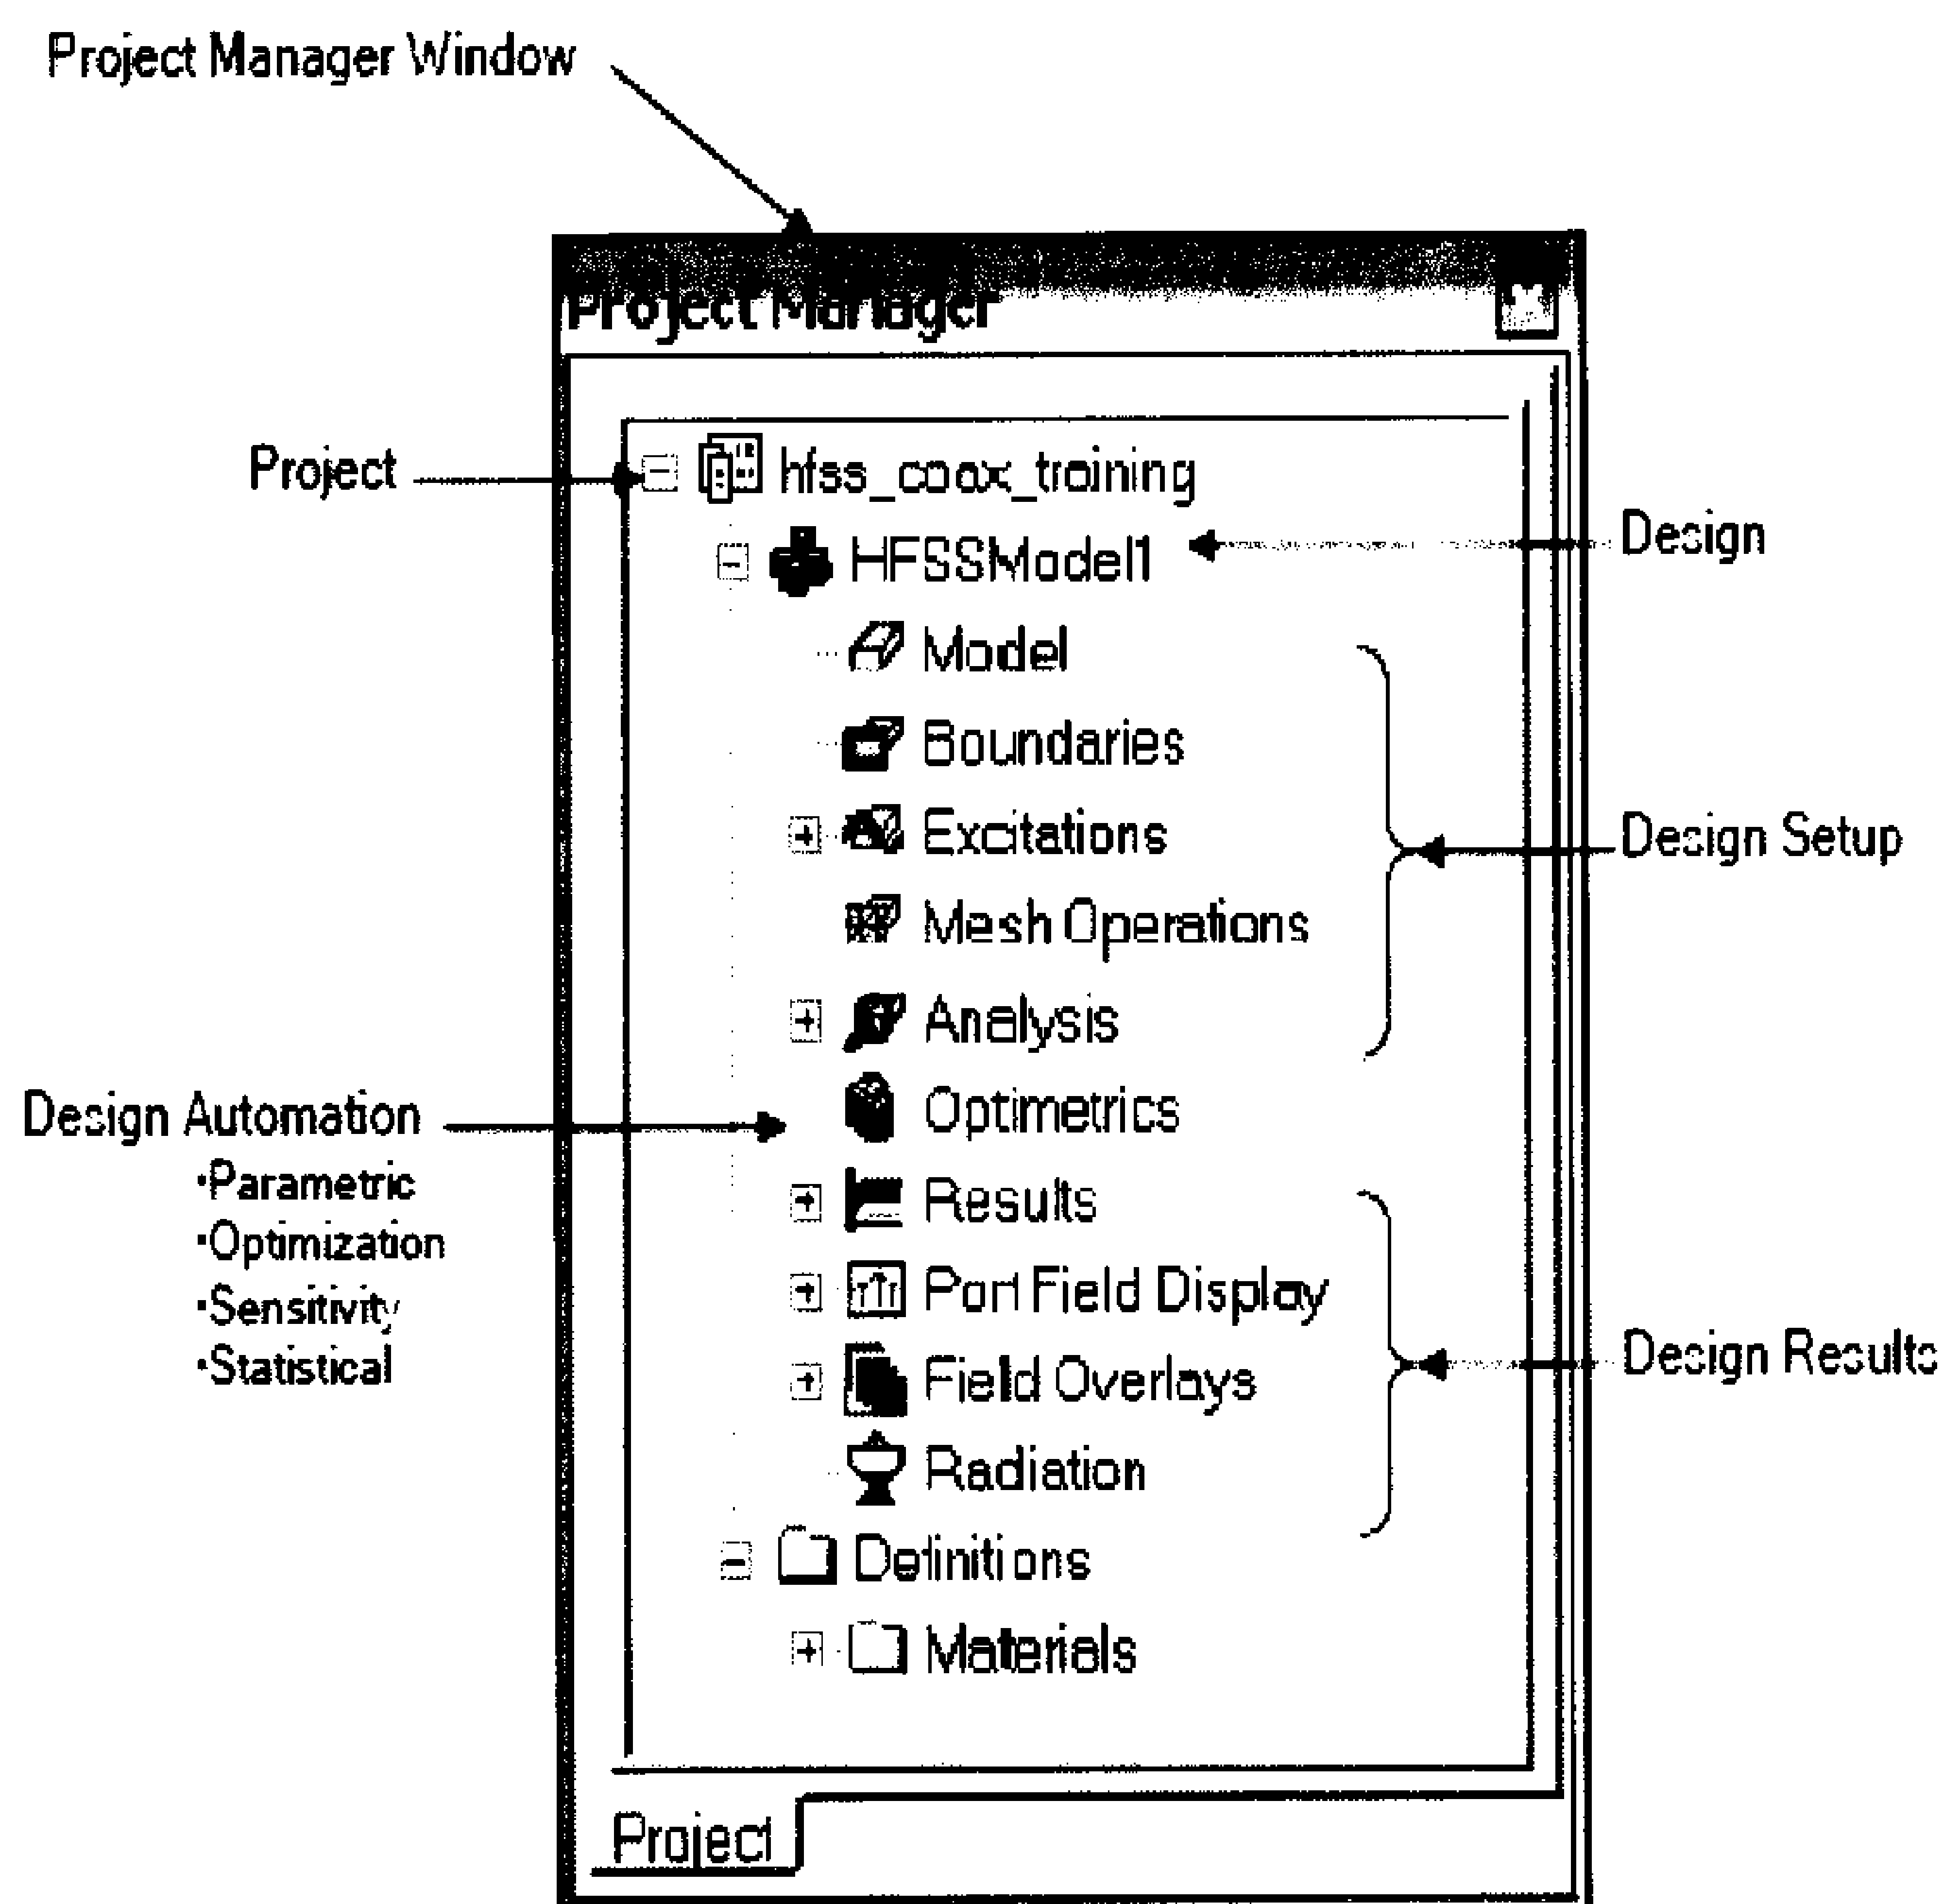 Project Manager Window
Project Manager
Project
hfss_coax_training
HFSSModel1
Design
Model
Boundaries
Excitations
Design Setup
Mesh Operations
Analysis
Optimetrics
Design Automation
•Parametric
•Optimization
•Sensitivity
•Statistical
Results
Port Field Display
Field Overlays
Design Results
Radiation
Definitions
Materials
Project